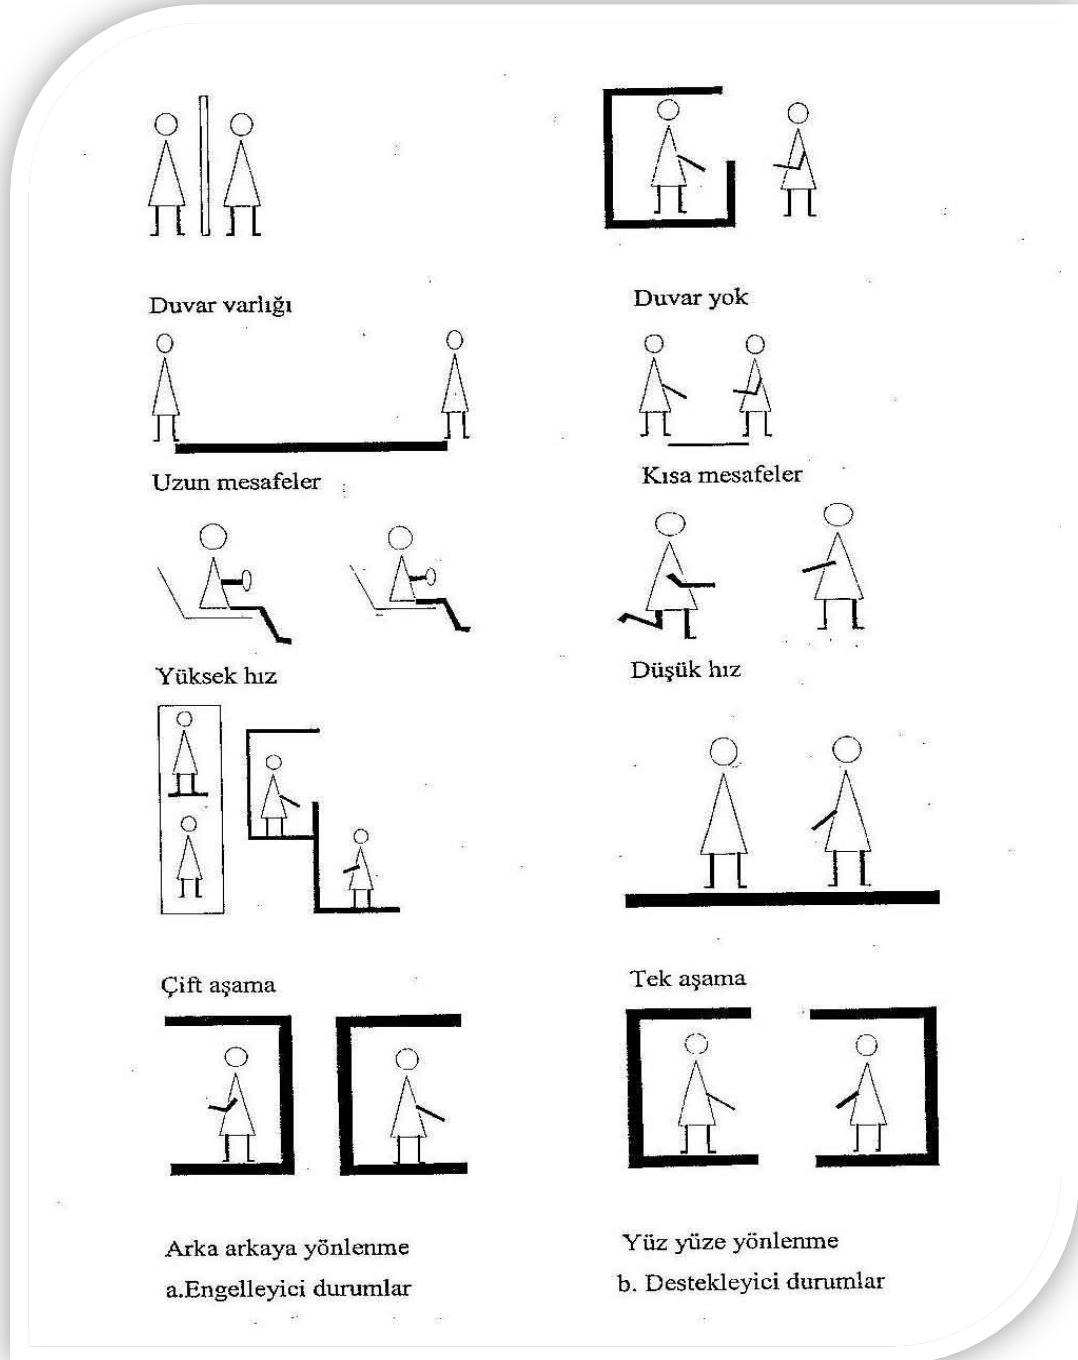 Duvar varlığı
Duvar yok
Uzun mesafeler
Kısa mesafeler
Yüksek hız
Düşük hız
Çift aşama
Tek aşama
Arka arkaya yönlenme
Yüz yüze yönlenme
a.Engelleyici durumlar
b. Destekleyici durumlar